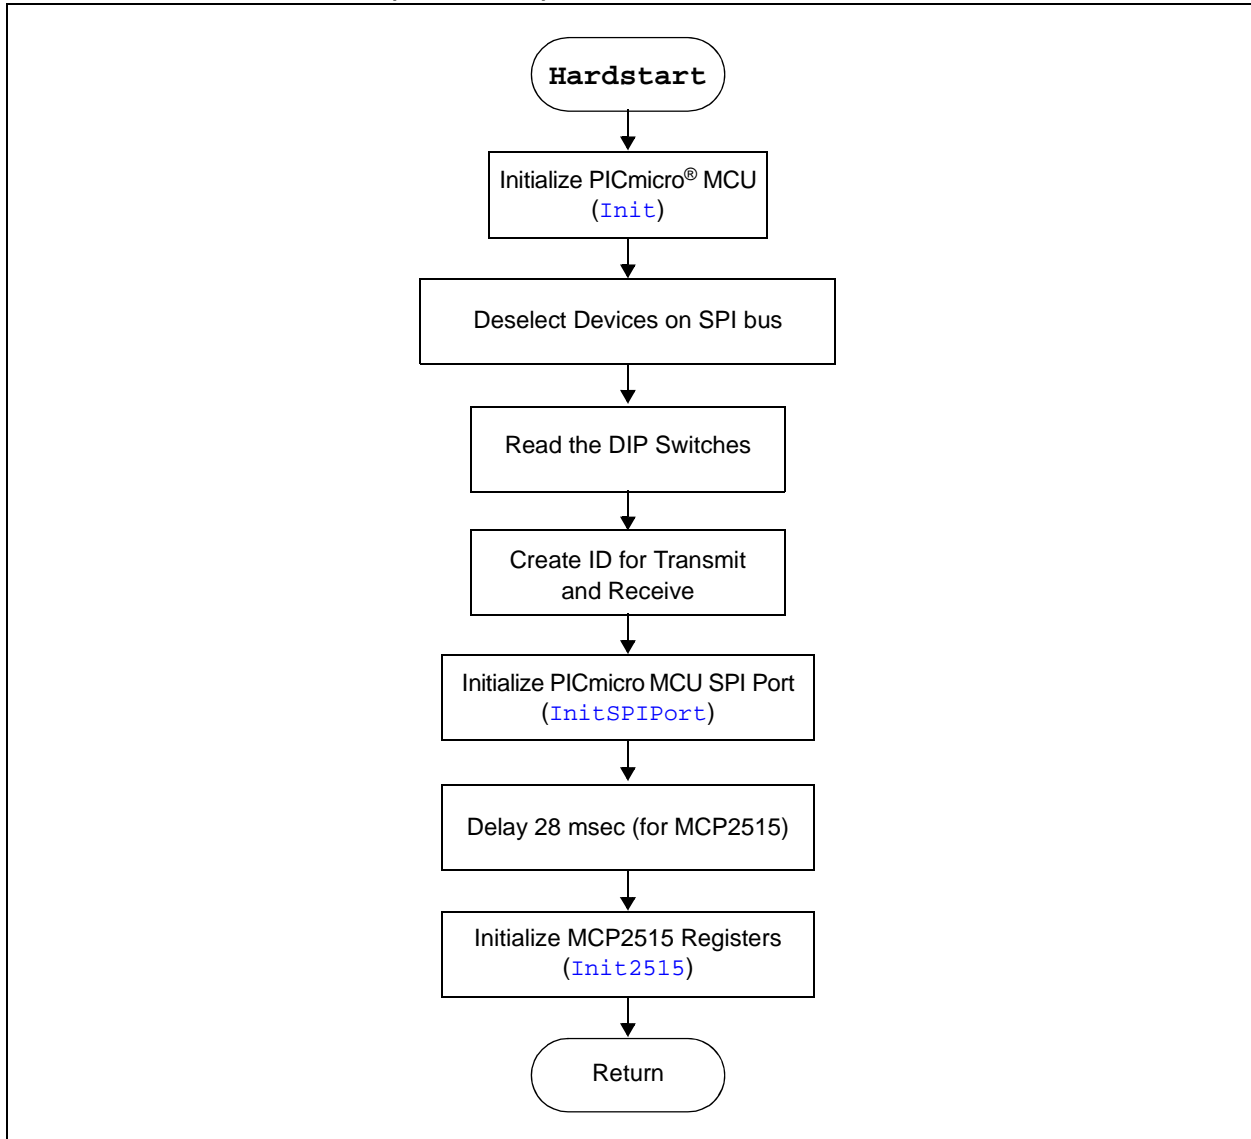 Hardstart
Initialize PICmicro® MCU
(Init)
Deselect Devices on SPI bus
Read the DIP Switches
Create ID for Transmit
and Receive
Initialize PICmicro MCU SPI Port
(InitSPIPort)
Delay 28 msec (for MCP2515)
Initialize MCP2515 Registers
(Init2515)
Return